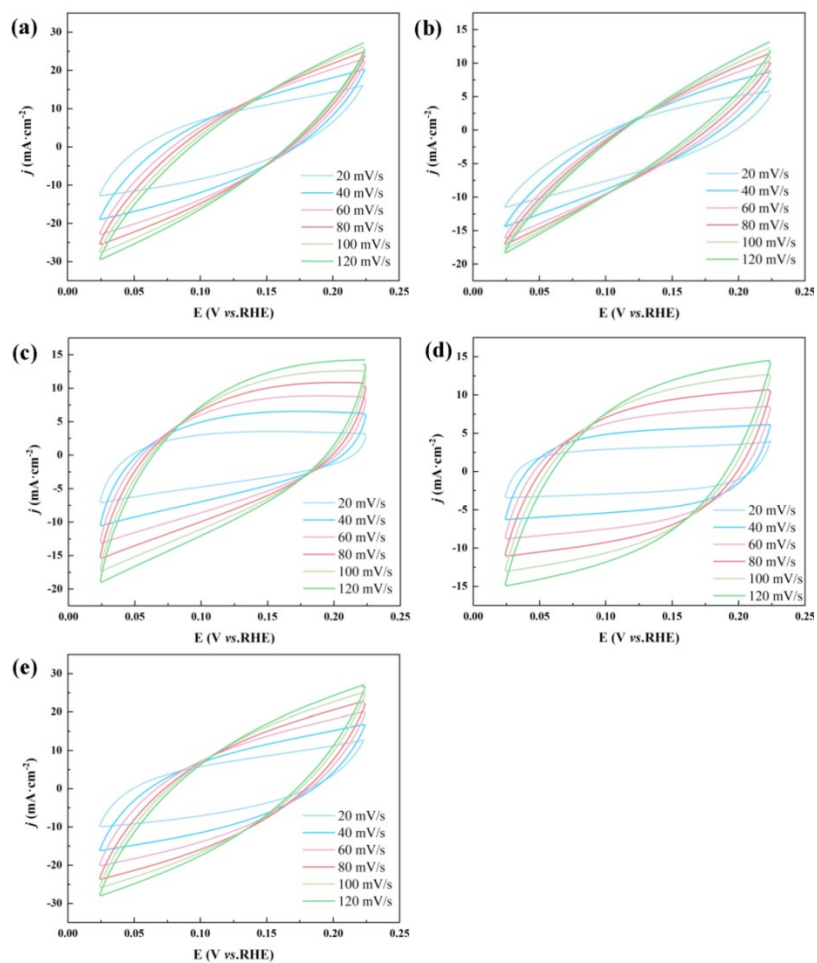 (a)
30
20
10
0
-10
-20
-30
j (mA·cm⁻²)
20 mV/s
40 mV/s
60 mV/s
80 mV/s
100 mV/s
120 mV/s
0.00 0.05 0.10 0.15 0.20 0.25
E (V vs.RHE)
(b)
15
10
5
0
-5
-10
-15
-20
j (mA·cm⁻²)
20 mV/s
40 mV/s
60 mV/s
80 mV/s
100 mV/s
120 mV/s
0.00 0.05 0.10 0.15 0.20 0.25
E (V vs.RHE)
(c)
15
10
5
0
-5
-10
-15
-20
j (mA·cm⁻²)
20 mV/s
40 mV/s
60 mV/s
80 mV/s
100 mV/s
120 mV/s
0.00 0.05 0.10 0.15 0.20 0.25
E (V vs.RHE)
(d)
15
10
5
0
-5
-10
-15
j (mA·cm⁻²)
20 mV/s
40 mV/s
60 mV/s
80 mV/s
100 mV/s
120 mV/s
0.00 0.05 0.10 0.15 0.20 0.25
E (V vs.RHE)
(e)
30
20
10
0
-10
-20
-30
j (mA·cm⁻²)
20 mV/s
40 mV/s
60 mV/s
80 mV/s
100 mV/s
120 mV/s
0.00 0.05 0.10 0.15 0.20 0.25
E (V vs.RHE)